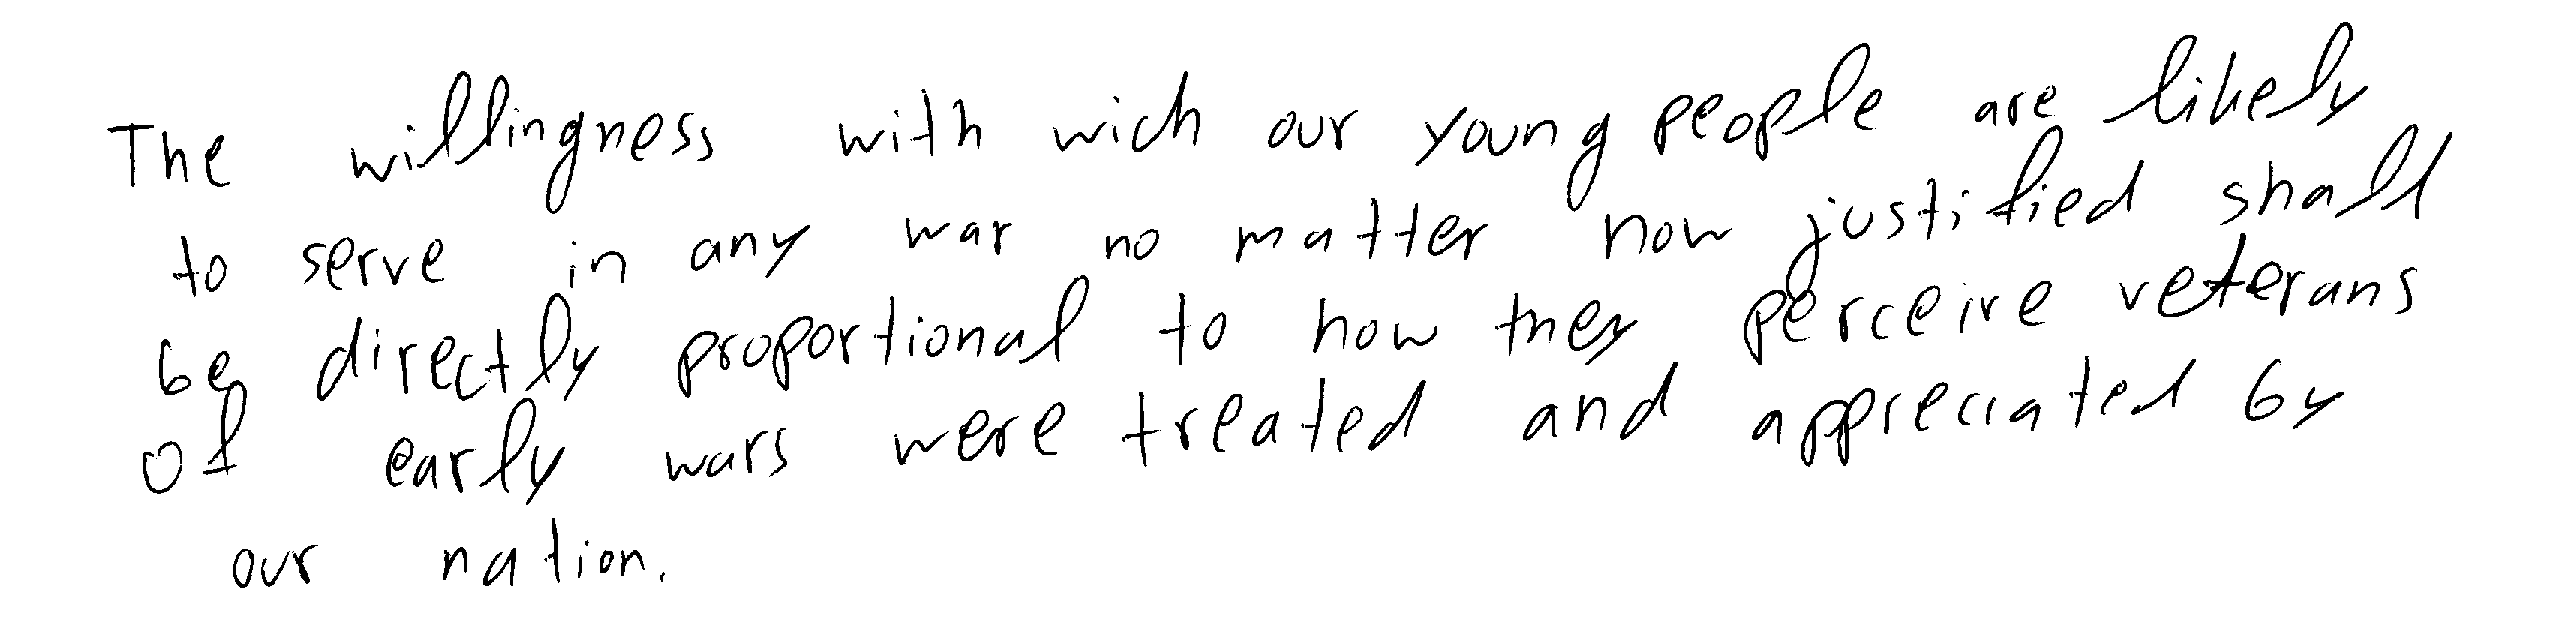 The willingness with wich our young people are likely
to serve in any war no matter how justified shall
be directly proportional to how they perceive veterans
of early wars were treated and appreciated by
our nation.